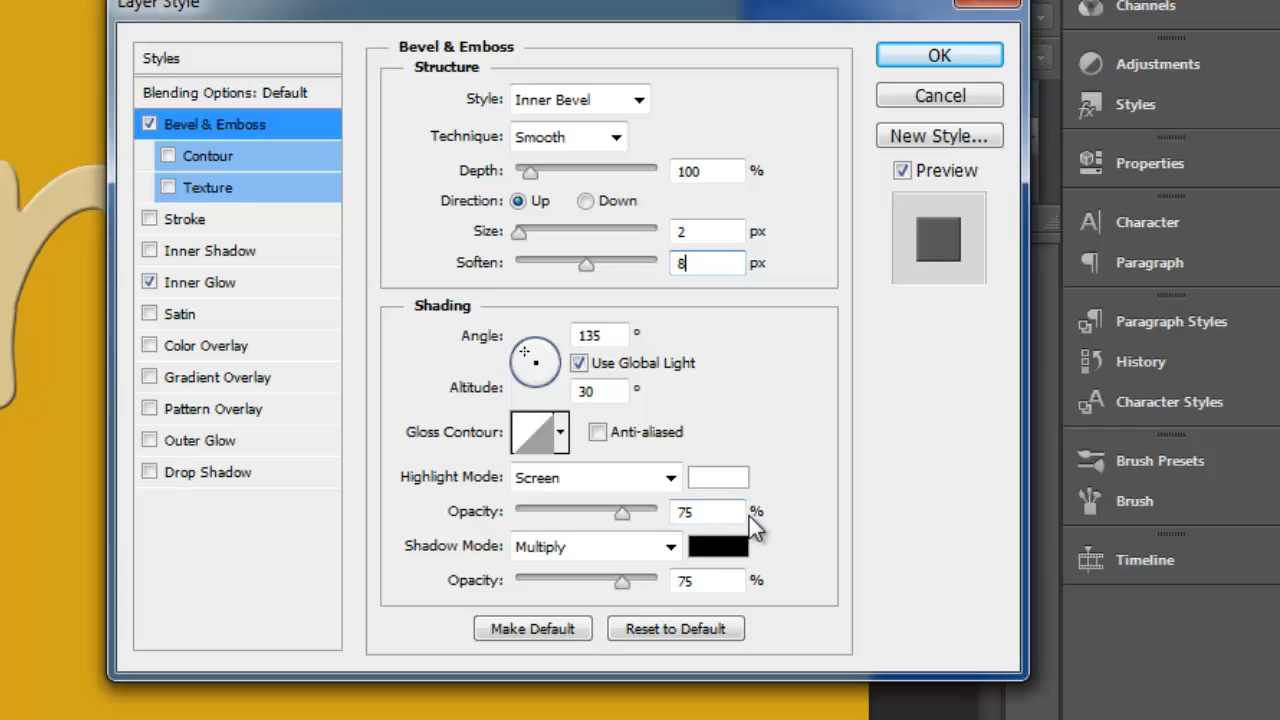 Layer Style
Channels
Adjustments
Styles
Properties
Character
Paragraph
Paragraph Styles
History
Character Styles
Brush Presets
Brush
Timeline
Styles
Blending Options: Default
Bevel & Emboss
Contour
Texture
Stroke
Inner Shadow
Inner Glow
Satin
Color Overlay
Gradient Overlay
Pattern Overlay
Outer Glow
Drop Shadow
Bevel & Emboss
Structure
Style: Inner Bevel
Technique: Smooth
Depth: 100 %
Direction: Up Down
Size: 2 px
Soften: 8 px
Shading
Angle: 135 °
Use Global Light
Altitude: 30 °
Gloss Contour: Anti-aliased
Highlight Mode: Screen
Opacity: 75 %
Shadow Mode: Multiply
Opacity: 75 %
Make Default Reset to Default
OK
Cancel
New Style...
Preview